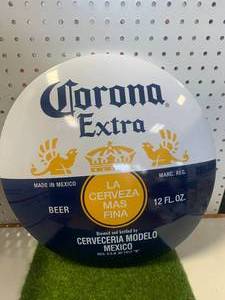 Corona
Extra
MADE IN MEXICO
MARC. REG.
LA
CERVEZA
MAS
FINA
BEER
12 FL. OZ.
Brewed and bottled by
CERVECERIA MODELO
MEXICO